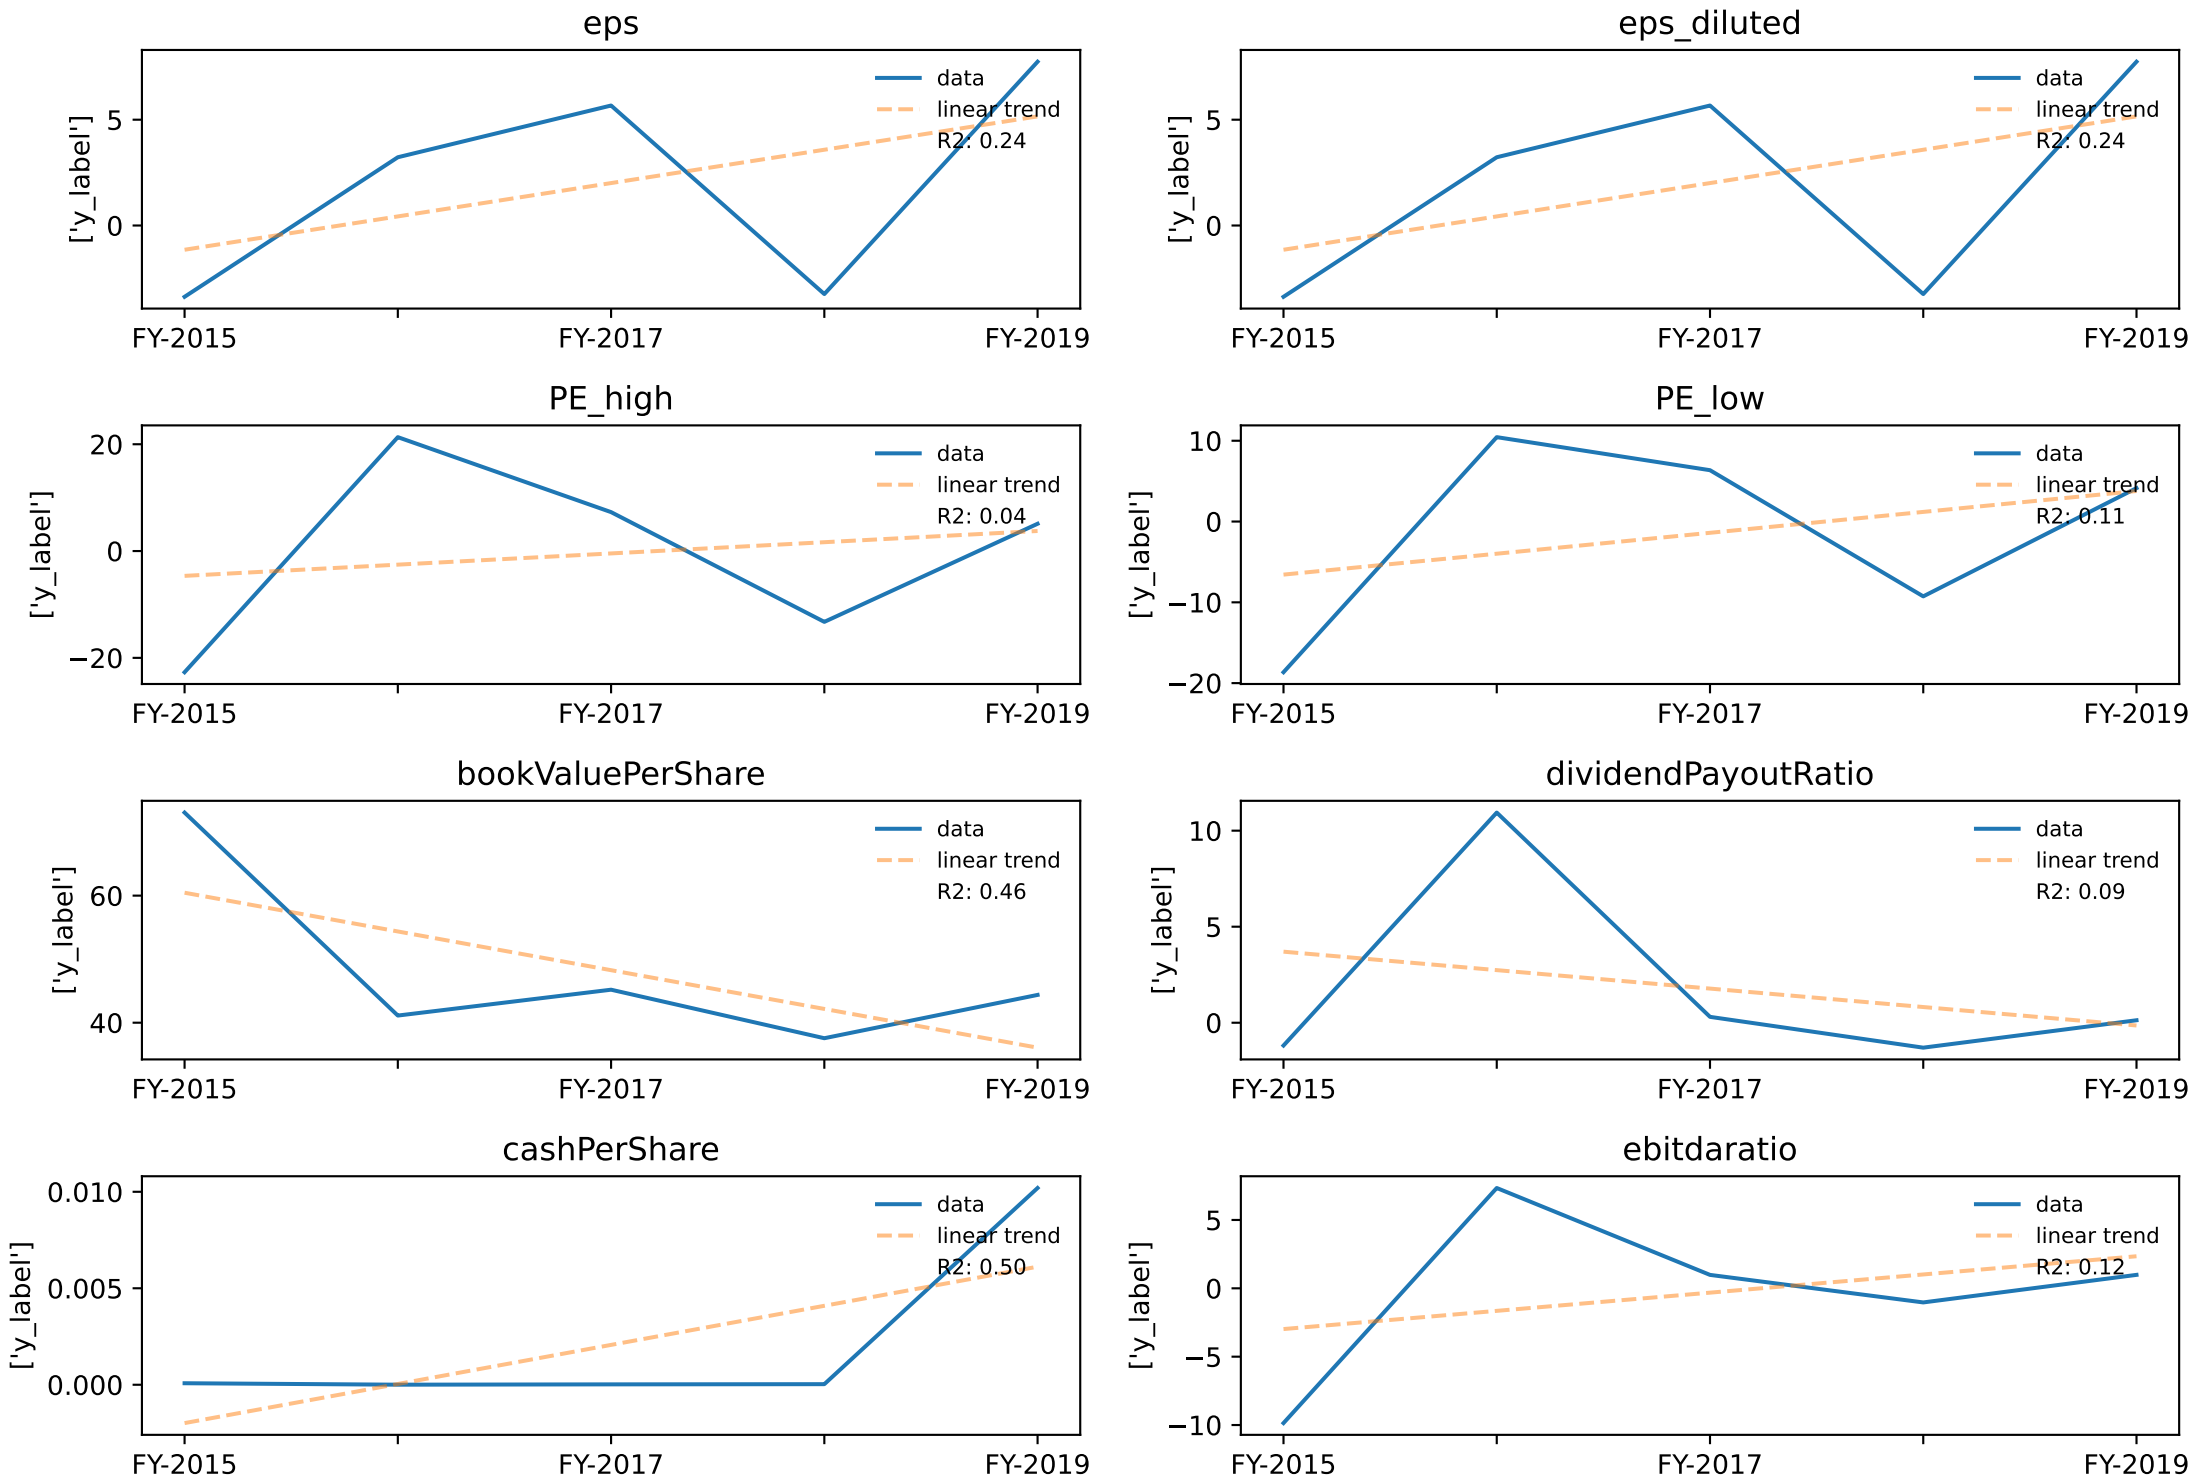 eps
['y_label']
5
0
data
linear trend
R2: 0.24
FY-2015
FY-2017
FY-2019
eps_diluted
['y_label']
5
0
data
linear trend
R2: 0.24
FY-2015
FY-2017
FY-2019
PE_high
['y_label']
20
0
−20
data
linear trend
R2: 0.04
FY-2015
FY-2017
FY-2019
PE_low
['y_label']
10
0
−10
−20
data
linear trend
R2: 0.11
FY-2015
FY-2017
FY-2019
bookValuePerShare
['y_label']
60
40
data
linear trend
R2: 0.46
FY-2015
FY-2017
FY-2019
dividendPayoutRatio
['y_label']
10
5
0
data
linear trend
R2: 0.09
FY-2015
FY-2017
FY-2019
cashPerShare
['y_label']
0.010
0.005
0.000
data
linear trend
R2: 0.50
FY-2015
FY-2017
FY-2019
ebitdaratio
['y_label']
5
0
−5
−10
data
linear trend
R2: 0.12
FY-2015
FY-2017
FY-2019